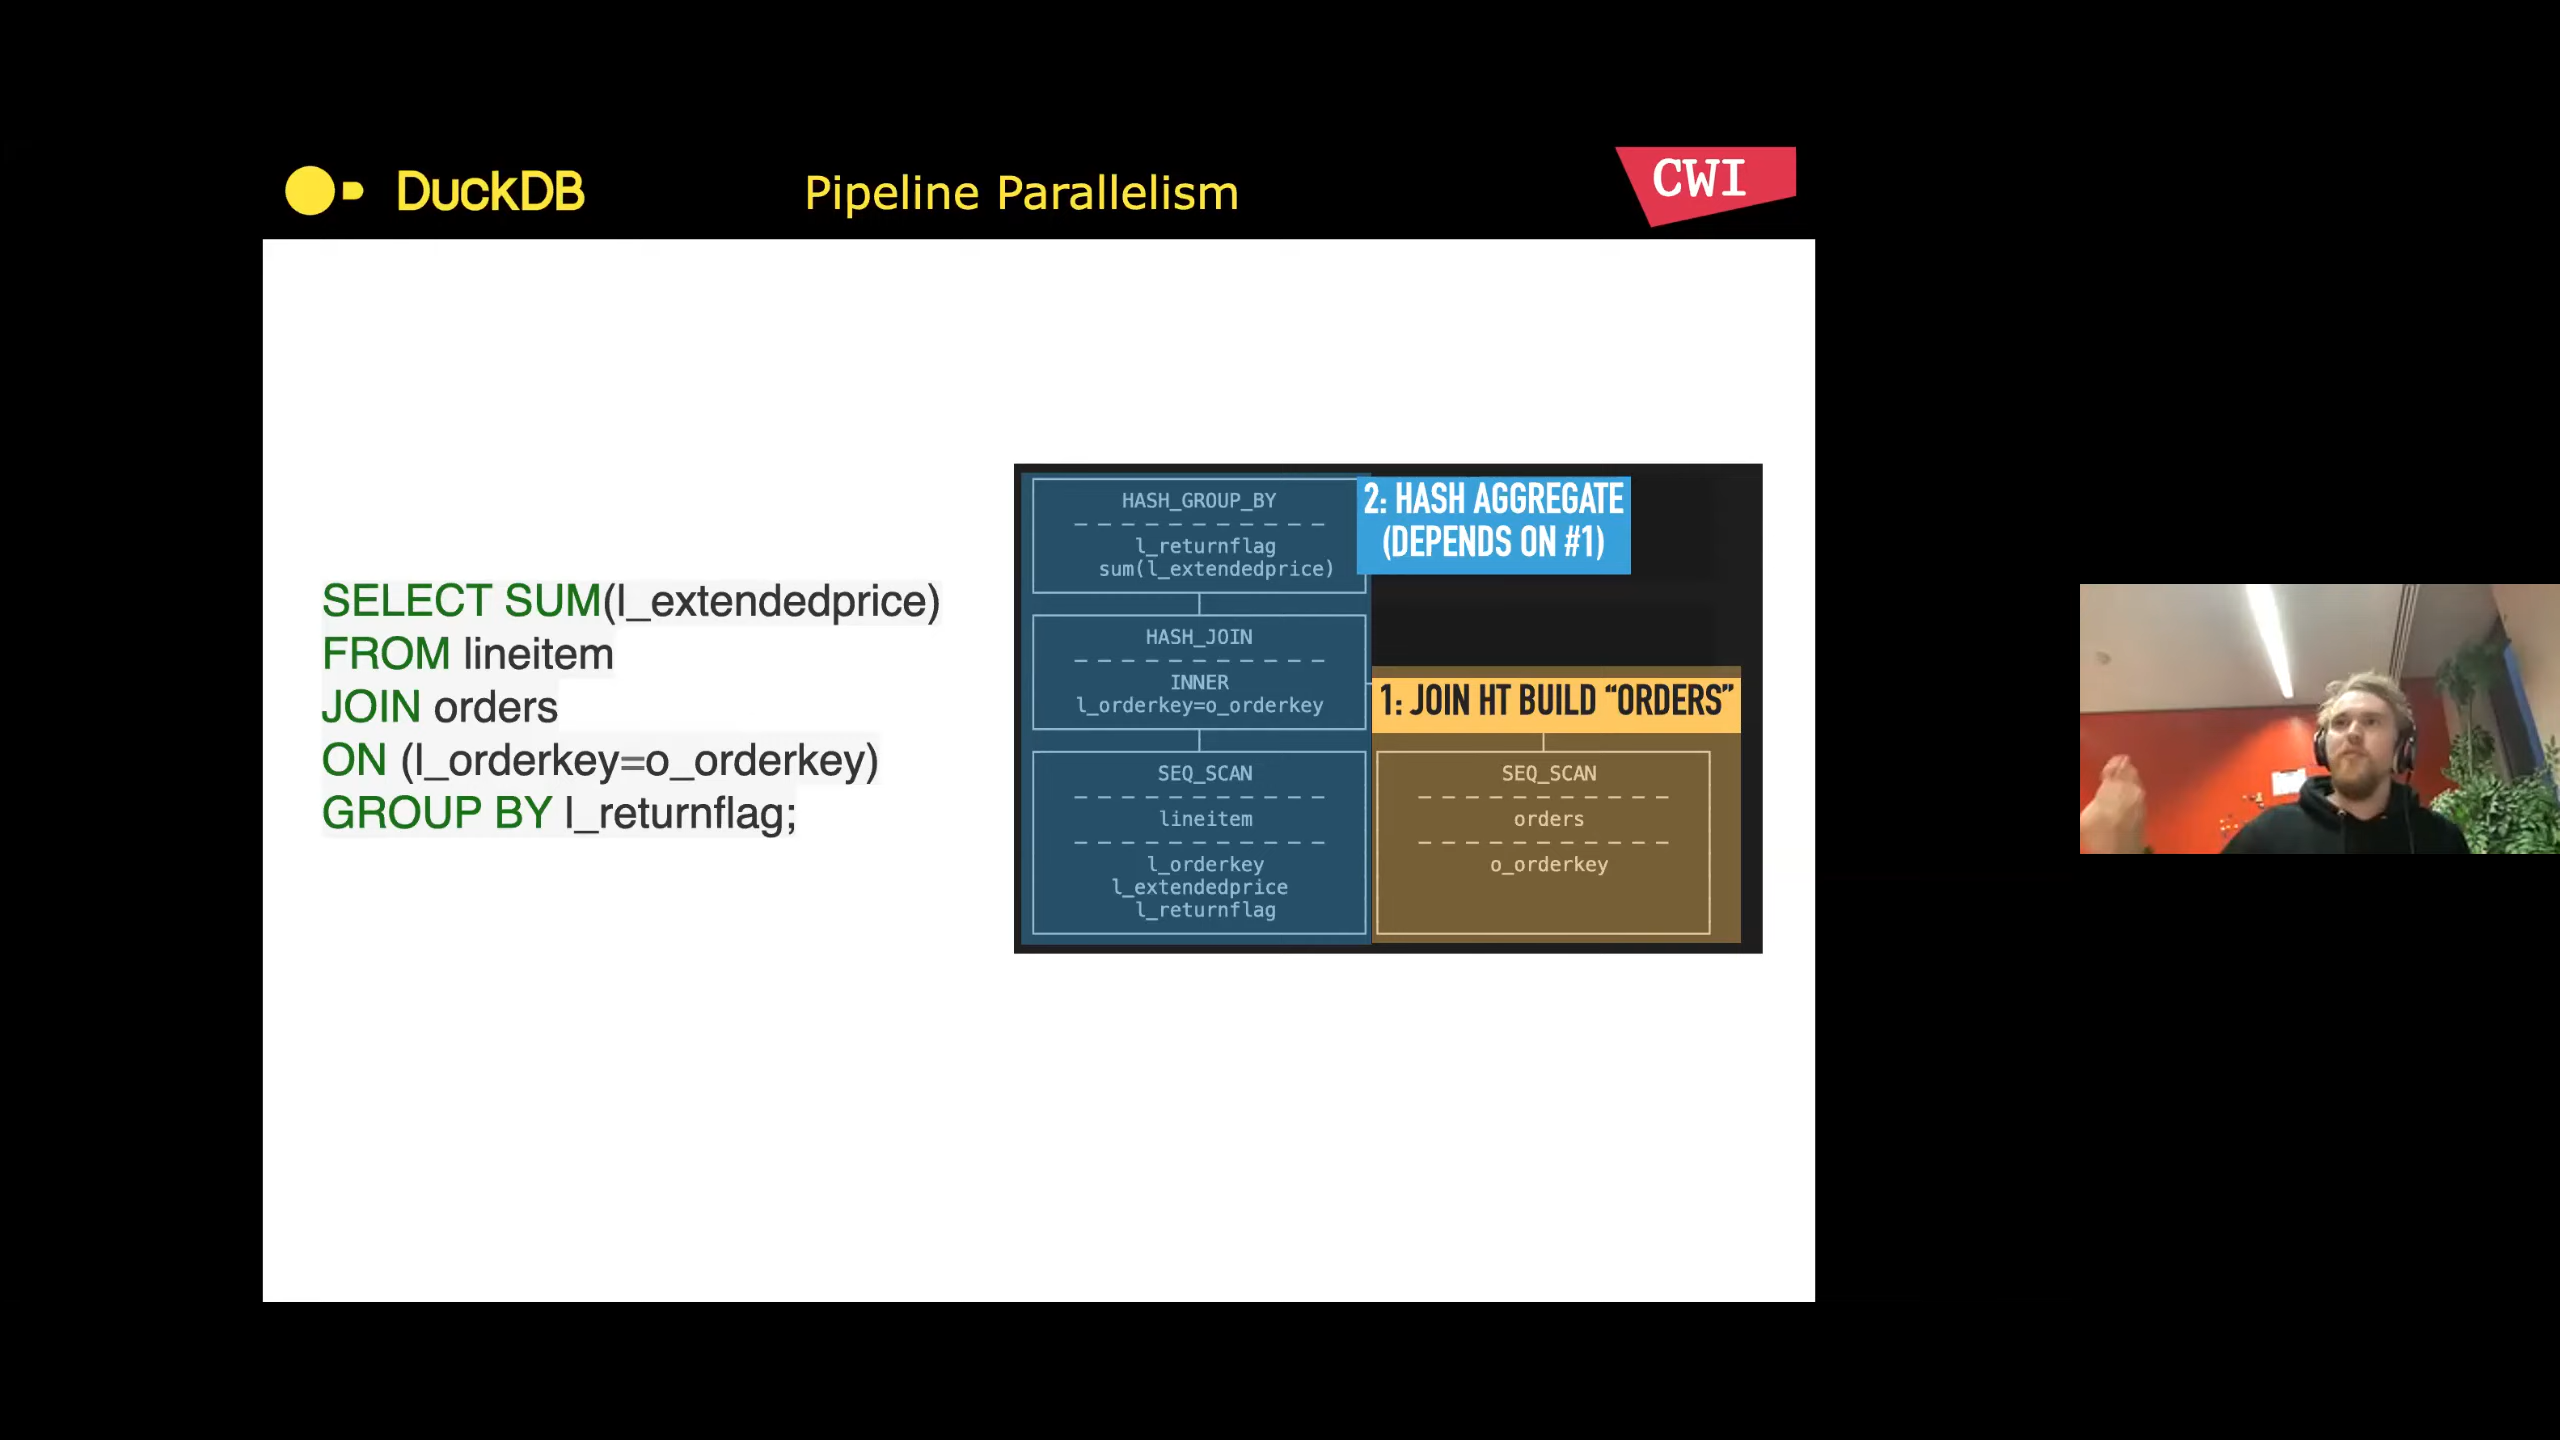 DuckDB
Pipeline Parallelism
CWI
SELECT SUM(l_extendedprice)
FROM lineitem
JOIN orders
ON (l_orderkey=o_orderkey)
GROUP BY l_returnflag;
HASH_GROUP_BY
l_returnflag
sum(l_extendedprice)
2: HASH AGGREGATE
(DEPENDS ON #1)
HASH_JOIN
INNER
l_orderkey=o_orderkey
1: JOIN HT BUILD “ORDERS”
SEQ_SCAN
lineitem
l_orderkey
l_extendedprice
l_returnflag
SEQ_SCAN
orders
o_orderkey